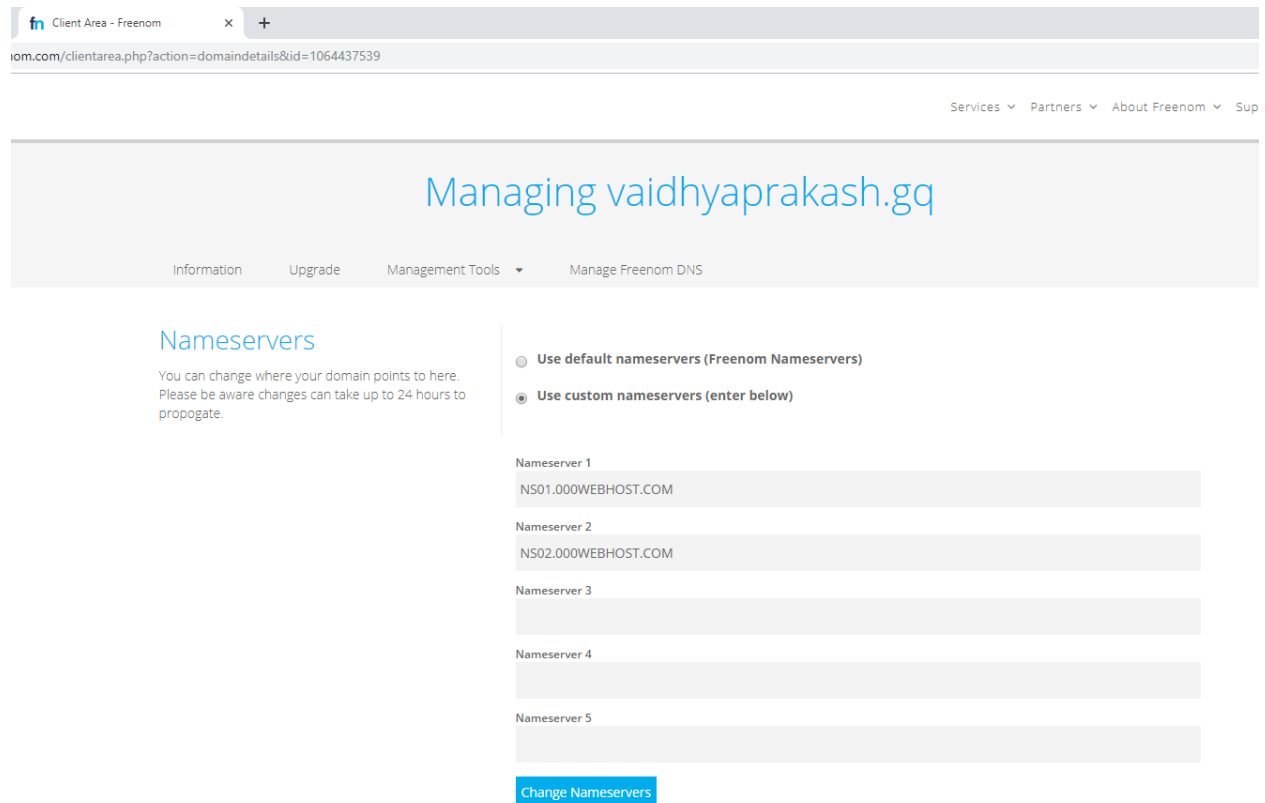 fn Client Area - Freenom × +
nom.com/clientarea.php?action=domaindetails&id=1064437539
Services Partners About Freenom Sup
Managing vaidhyaprakash.gq
Information Upgrade Management Tools Manage Freenom DNS
Nameservers
You can change where your domain points to here.
Please be aware changes can take up to 24 hours to
propogate.
Use default nameservers (Freenom Nameservers)
Use custom nameservers (enter below)
Nameserver 1
NS01.000WEBHOST.COM
Nameserver 2
NS02.000WEBHOST.COM
Nameserver 3
Nameserver 4
Nameserver 5
Change Nameservers